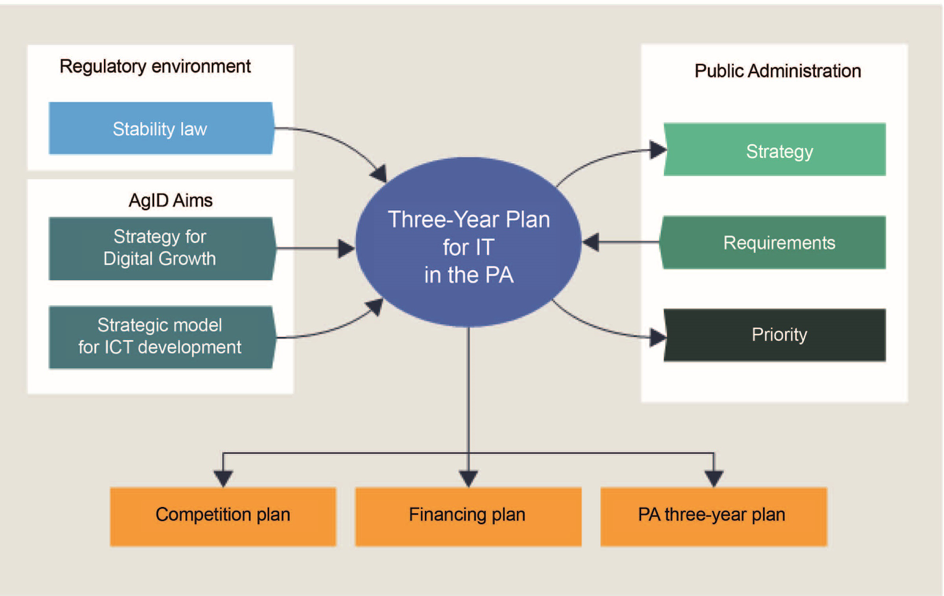 Regulatory environment
Stability law
AgID Aims
Strategy for
Digital Growth
Strategic model
for ICT development
Three-Year Plan
for IT
in the PA
Public Administration
Strategy
Requirements
Priority
Competition plan
Financing plan
PA three-year plan